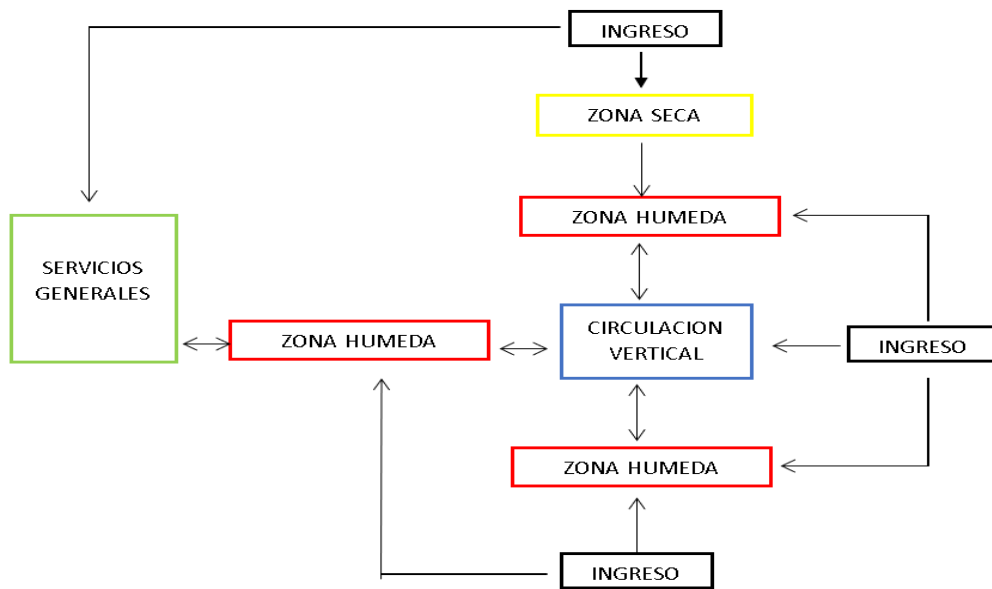 INGRESO
ZONA SECA
ZONA HUMEDA
SERVICIOS
GENERALES
ZONA HUMEDA
CIRCULACION
VERTICAL
INGRESO
ZONA HUMEDA
INGRESO